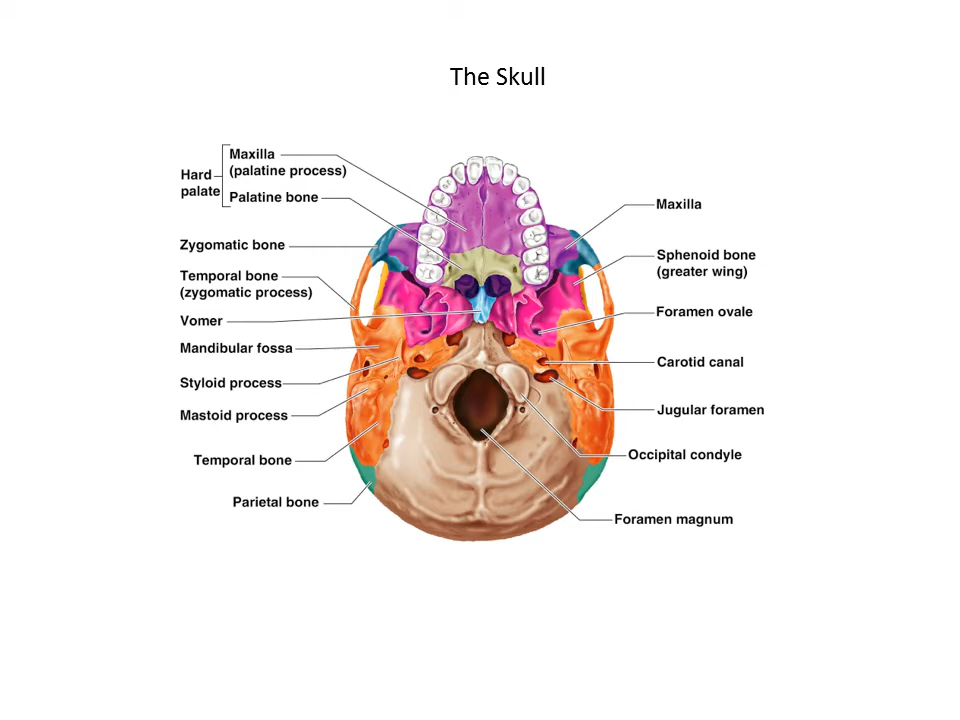 The Skull
Hard
palate
Maxilla
(palatine process)
Palatine bone
Zygomatic bone
Temporal bone
(zygomatic process)
Vomer
Mandibular fossa
Styloid process
Mastoid process
Temporal bone
Parietal bone
Maxilla
Sphenoid bone
(greater wing)
Foramen ovale
Carotid canal
Jugular foramen
Occipital condyle
Foramen magnum